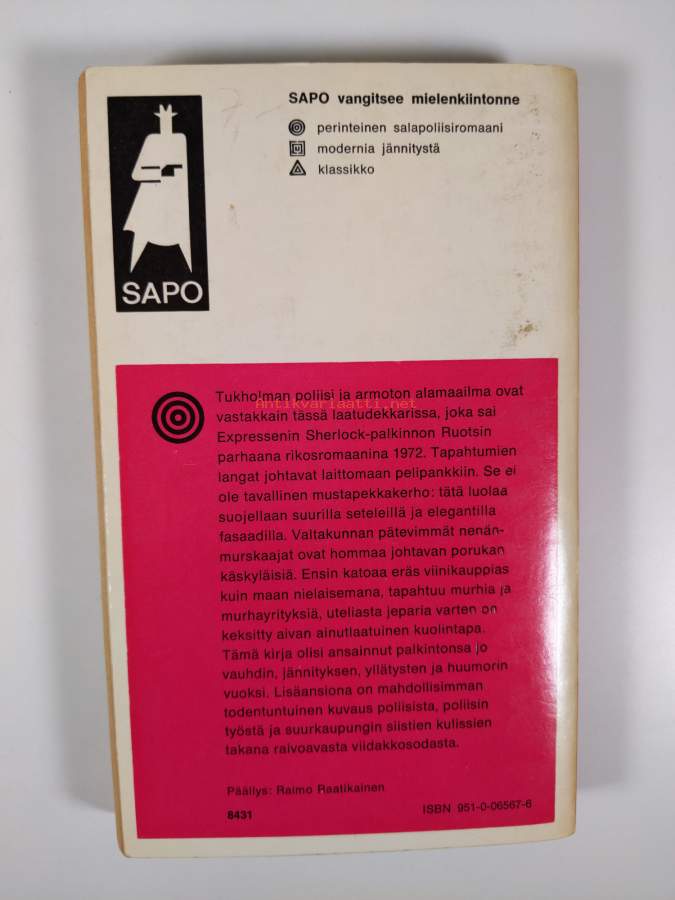 SAPO vangitsee mielenkiintonne
perinteinen salapoliisiromaani
modernia jännitystä
klassikko
SAPO
Tukholman poliisi ja armoton alamaailma ovat
Antikvariaatti.net
vastakkain tässä laatudekkarissa, joka sai
Expressenin Sherlock-palkinnon Ruotsin
parhaana rikosromaanina 1972. Tapahtumien
langat johtavat laittomaan pelipankkiin. Se ei
ole tavallinen mustapekkakerho: tätä luolaa
suojellaan suurilla seteleillä ja elegantilla
fasaadilla. Valtakunnan pätevimmät nenän-
murskaajat ovat hommaa johtavan porukan
käskyläisiä. Ensin katoaa eräs viinikauppias
kuin maan nielaisemana, tapahtuu murhia ja
murhayrityksiä, uteliasta jeparia varten on
keksitty aivan ainutlaatuinen kuolintapa.
Tämä kirja olisi ansainnut palkintonsa jo
vauhdin, jännityksen, yllätysten ja huumorin
vuoksi. Lisäansiona on mahdollisimman
todentuntuinen kuvaus poliisista, poliisin
työstä ja suurkaupungin siistien kulissien
takana raivoavasta viidakkosodasta.
Päällys: Raimo Raatikainen
8431
ISBN 951-0-06567-6